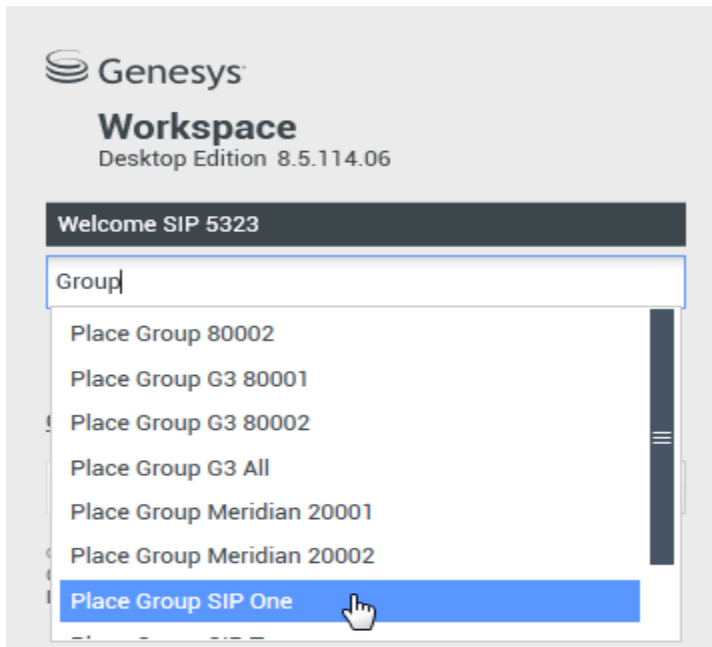 Genesys
Workspace
Desktop Edition 8.5.114.06
Welcome SIP 5323
Group
Place Group 80002
Place Group G3 80001
Place Group G3 80002
Place Group G3 All
Place Group Meridian 20001
Place Group Meridian 20002
Place Group SIP One